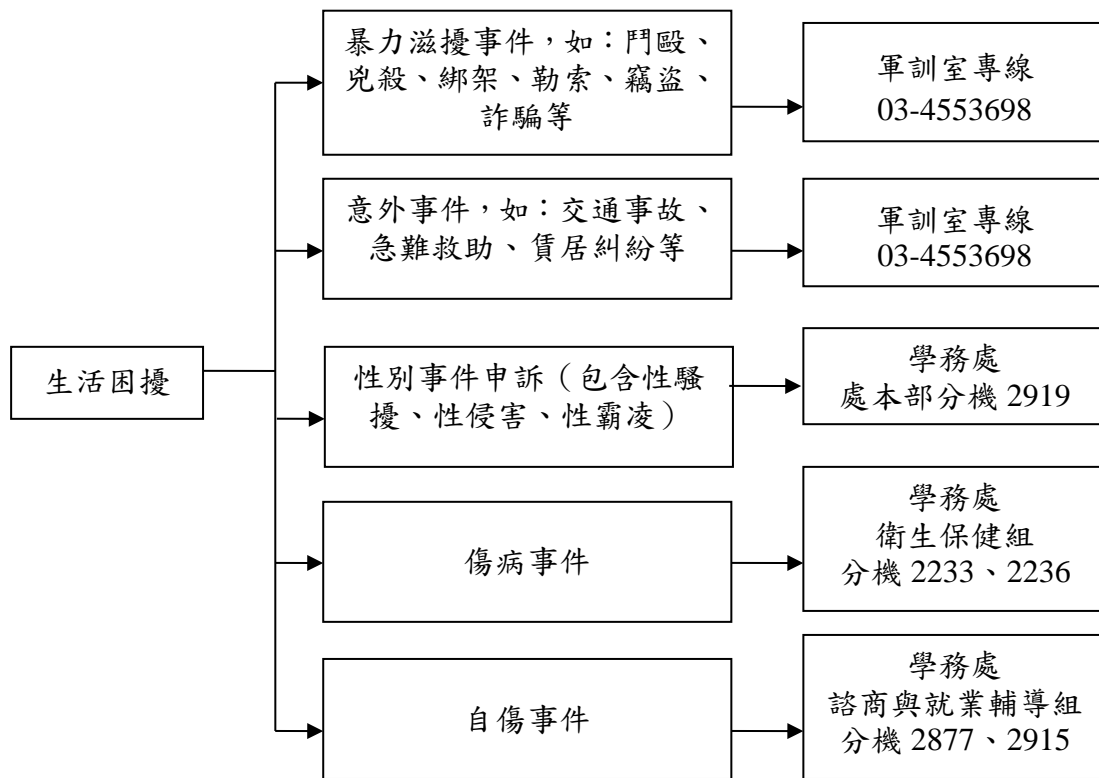 生活困擾
暴力滋擾事件，如：鬥毆、
兇殺、綁架、勒索、竊盜、
詐騙等
軍訓室專線
03-4553698
意外事件，如：交通事故、
急難救助、賃居糾紛等
軍訓室專線
03-4553698
性別事件申訴（包含性騷
擾、性侵害、性霸凌）
學務處
處本部分機 2919
傷病事件
學務處
衛生保健組
分機 2233、2236
自傷事件
學務處
諮商與就業輔導組
分機 2877、2915